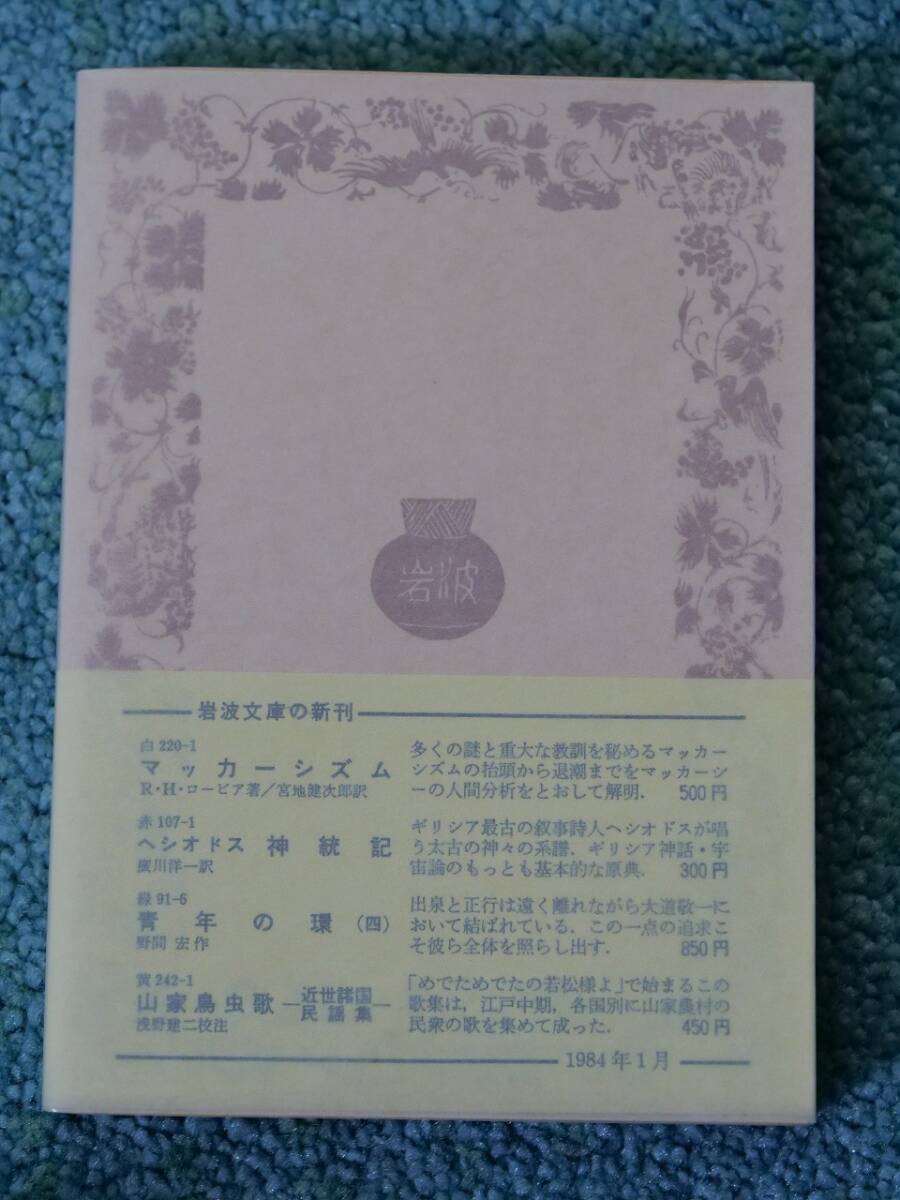 岩波
岩波文庫の新刊
白 220-1
マッカーシズム
R・H・ロービア著／宮地健次郎訳
多くの謎と重大な教訓を秘めるマッカー
シズムの抬頭から退潮までをマッカーシ
ーの人間分析をとおして解明. 500円
赤 107-1
ヘシオドス 神統記
廣川洋一訳
ギリシア最古の叙事詩人ヘシオドスが唱
う太古の神々の系譜. ギリシア神話・宇
宙論のもっとも基本的な原典. 300円
緑 91-6
青年の環（四）
野間 宏作
出泉と正行は遠く離れながら大道敬一に
おいて結ばれている. この一点の追求こ
そ彼ら全体を照らし出す. 850円
黄 242-1
山家鳥虫歌―近世諸国民謡集―
浅野建二校注
「めでためでたの若松様よ」で始まるこの
歌集は, 江戸中期, 各国別に山家農村の
民衆の歌を集めて成った. 450円
1984年1月